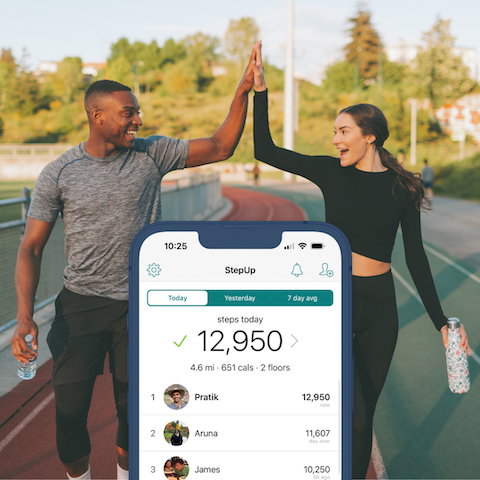 10:25
StepUp
Today Yesterday 7 day avg
steps today
12,950
4.6 mi · 651 cals · 2 floors
1 Pratik 12,950
now
2 Aruna 11,607
day over
3 James 10,250
5h ago